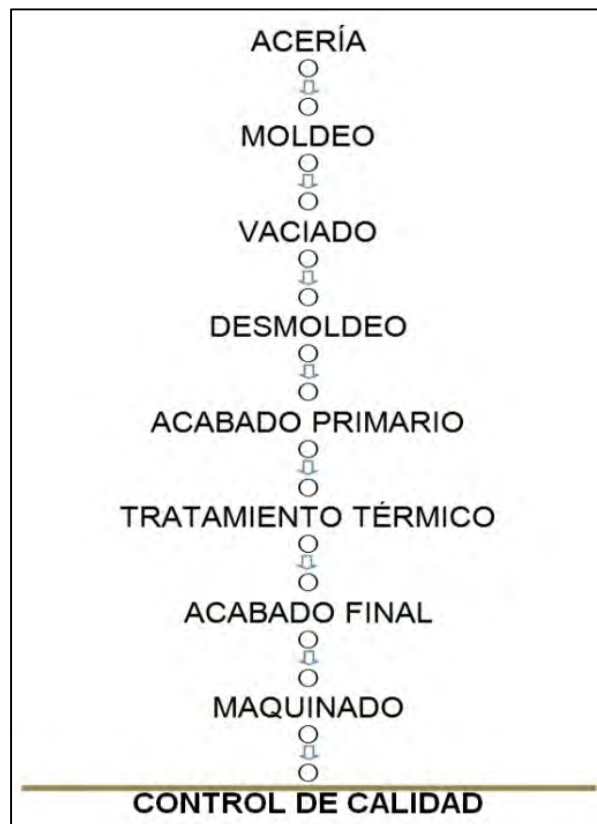 ACERÍA
MOLDEO
VACIADO
DESMOLDEO
ACABADO PRIMARIO
TRATAMIENTO TÉRMICO
ACABADO FINAL
MAQUINADO
CONTROL DE CALIDAD